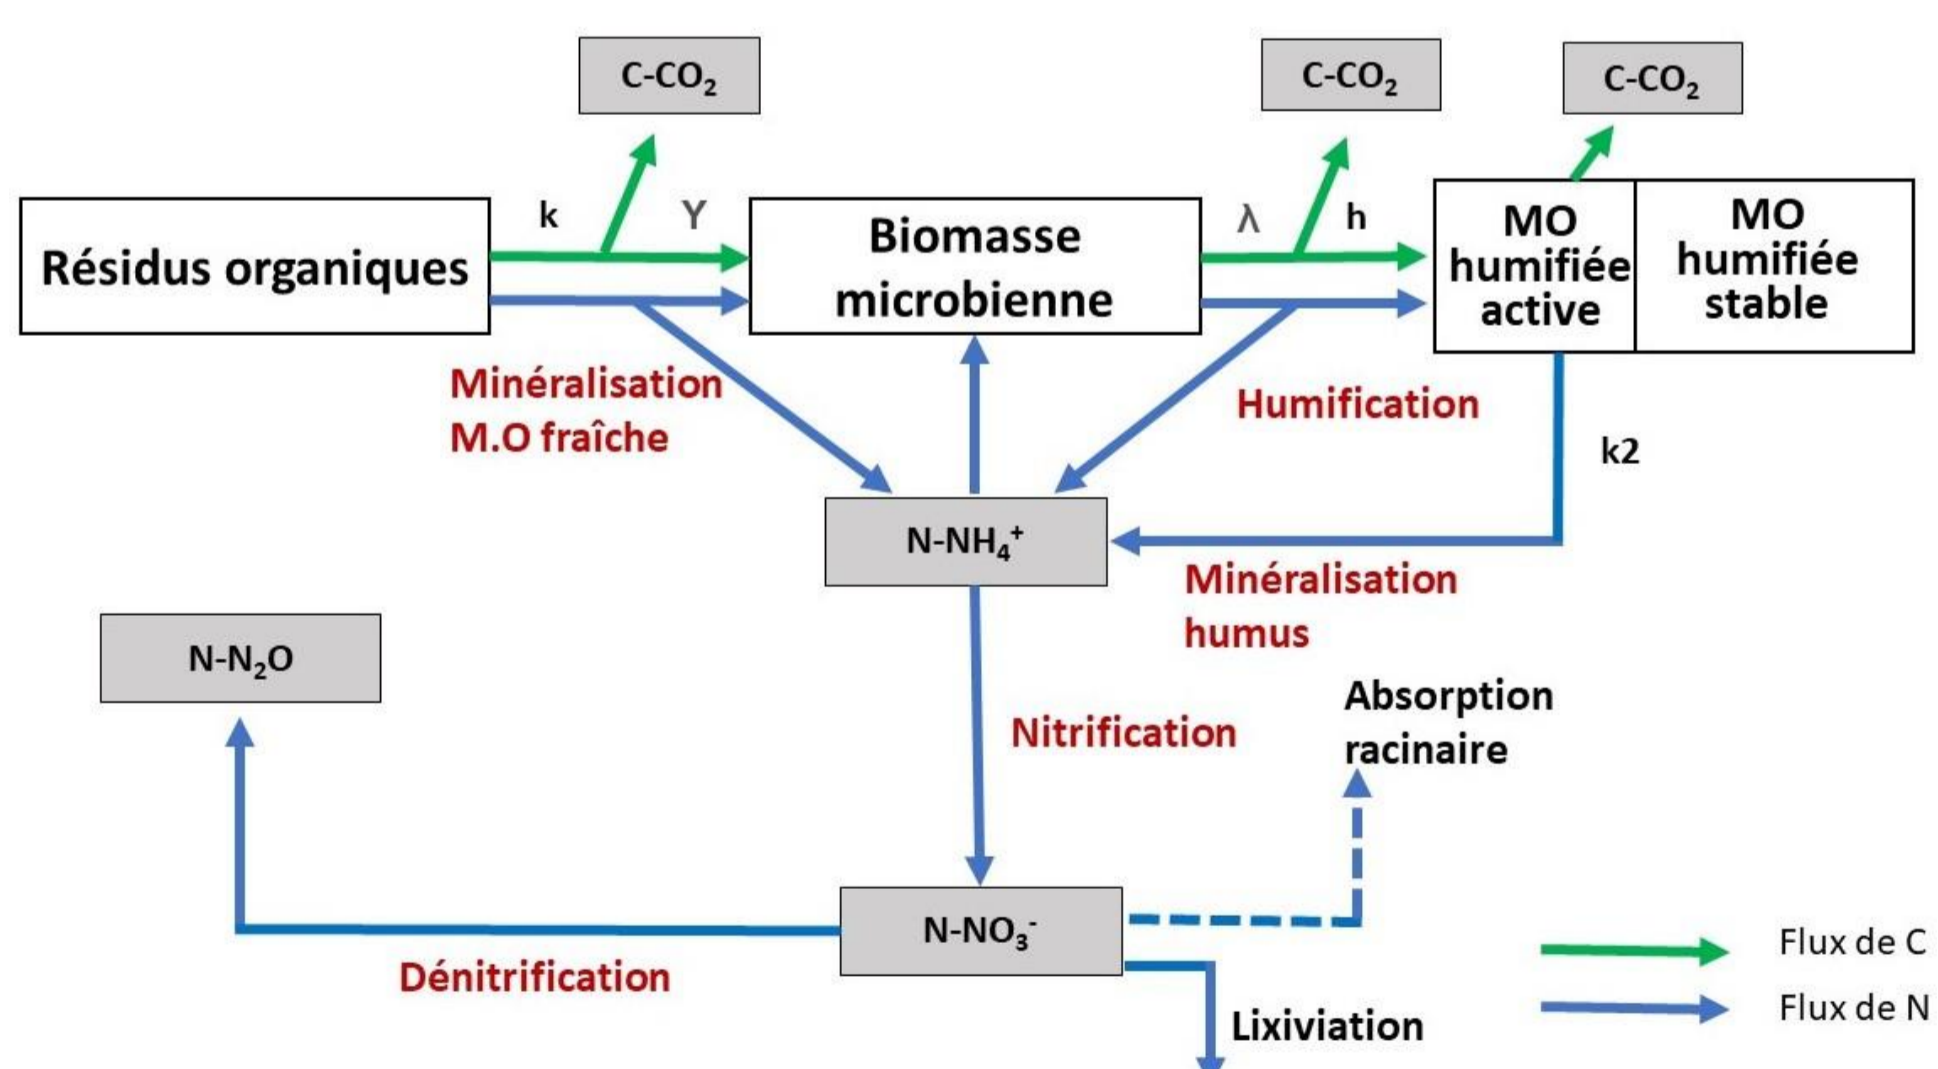 C-CO₂
C-CO₂
C-CO₂
k
Y
λ
h
Résidus organiques
Biomasse
microbienne
MO
humifiée
active
MO
humifiée
stable
Minéralisation
M.O fraîche
Humification
k2
N-NH₄⁺
Minéralisation
humus
N-N₂O
Nitrification
Absorption
racinaire
N-NO₃⁻
Dénitrification
Lixiviation
Flux de C
Flux de N